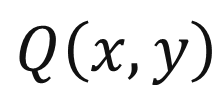 Q(x, y)